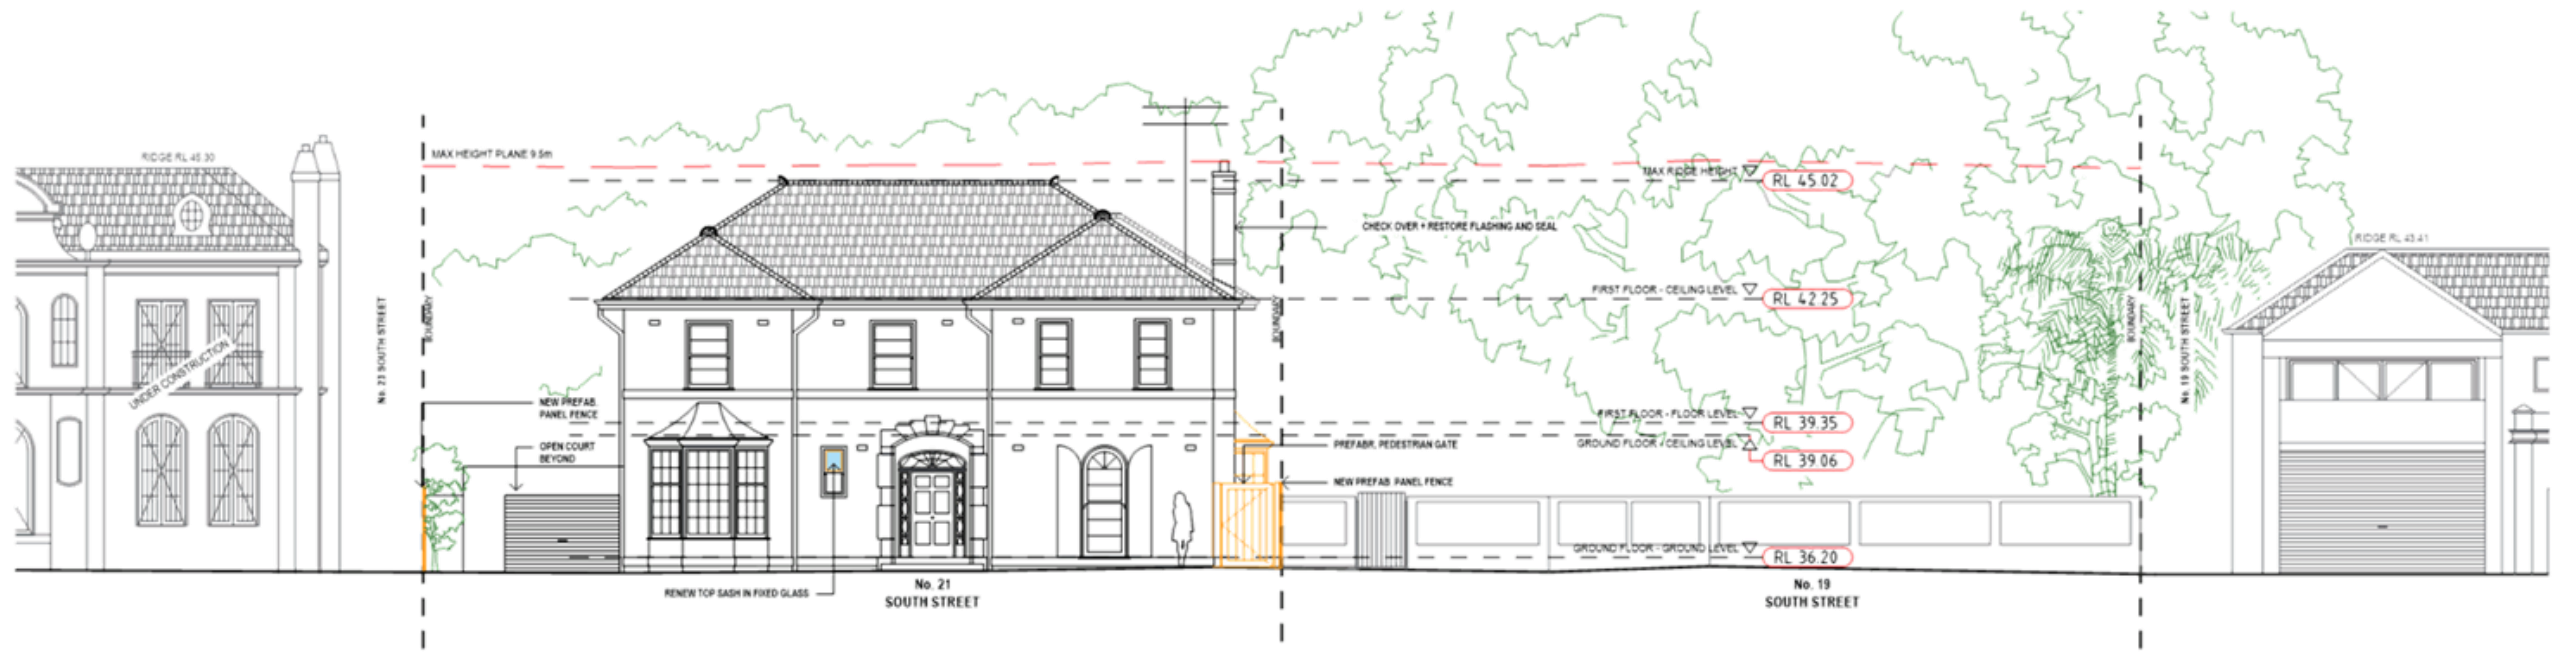 RIDGE RL 45.30
UNDER CONSTRUCTION
No. 23 SOUTH STREET
BOUNDARY
MAX HEIGHT PLANE 9.5m
NEW PREFAB.
PANEL FENCE
OPEN COURT
BEYOND
RENEW TOP SASH IN FIXED GLASS
No. 21
SOUTH STREET
BOUNDARY
CHECK OVER + RESTORE FLASHING AND SEAL
PREFABR. PEDESTRIAN GATE
NEW PREFAB. PANEL FENCE
MAX RIDGE HEIGHT
RL 45.02
FIRST FLOOR - CEILING LEVEL
RL 42.25
FIRST FLOOR - FLOOR LEVEL
RL 39.35
GROUND FLOOR - CEILING LEVEL
RL 39.06
GROUND FLOOR - GROUND LEVEL
RL 36.20
No. 19
SOUTH STREET
BOUNDARY
No. 19 SOUTH STREET
RIDGE RL 43.41